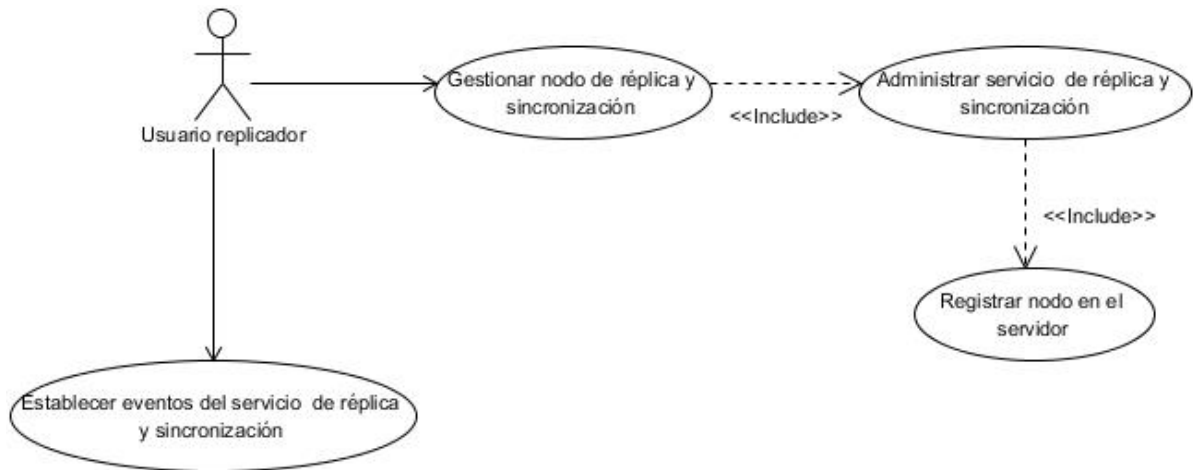 Usuario replicador
Gestionar nodo de réplica y
sincronización
<<Include>>
Administrar servicio de réplica y
sincronización
<<Include>>
Registrar nodo en el
servidor
Establecer eventos del servicio de réplica
y sincronización